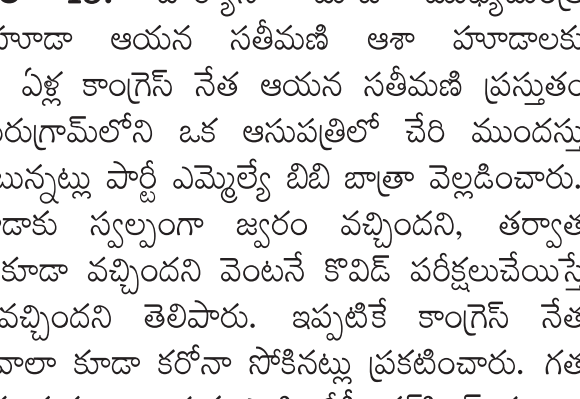 హూడా ఆయన సతీమణి ఆశా హూడాలకు
ఏళ్ల కాంగ్రెస్ నేత ఆయన సతీమణి ప్రస్తుతం
రుగ్రామ్‌లోని ఒక ఆసుపత్రిలో చేరి ముందస్తు
బున్నట్లు పార్టీ ఎమ్మెల్యే బిబి బాత్రా వెల్లడించారు.
డాకు స్వల్పంగా జ్వరం వచ్చిందని, తర్వాత
కూడా వచ్చిందని వెంటనే కొవిడ్ పరీక్షలుచేయిస్తే
వచ్చిందని తెలిపారు. ఇప్పటికే కాంగ్రెస్ నేత
వాలా కూడా కరోనా సోకినట్లు ప్రకటించారు. గత